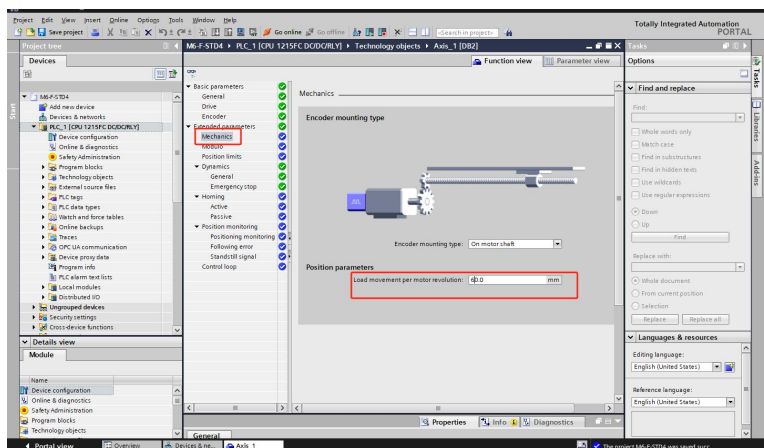 Project Edit View Insert Online Options Tools Window Help
Totally Integrated Automation
PORTAL
Save project
Go online
Go offline
<Search in project>
Project tree
M6-F-STD4 ▸ PLC_1 [CPU 1215FC DC/DC/RLY] ▸ Technology objects ▸ Axis_1 [DB2]
Tasks
Devices
Function view
Parameter view
Options
M6-F-STD4
Add new device
Devices & networks
PLC_1 [CPU 1215FC DC/DC/RLY]
Device configuration
Online & diagnostics
Safety Administration
Program blocks
Technology objects
External source files
PLC tags
PLC data types
Watch and force tables
Online backups
Traces
OPC UA communication
Device proxy data
Program info
PLC alarm text lists
Local modules
Distributed I/O
Ungrouped devices
Security settings
Cross-device functions
Basic parameters
General
Drive
Encoder
Extended parameters
Mechanics
Modulo
Position limits
Dynamics
General
Emergency stop
Homing
Active
Passive
Position monitoring
Positioning monitoring
Following error
Standstill signal
Control loop
Mechanics
Encoder mounting type
Encoder mounting type: On motor shaft
Position parameters
Load movement per motor revolution: 60.0 mm
Find and replace
Find:
Whole words only
Match case
Find in substructures
Find in hidden texts
Use wildcards
Use regular expressions
Down
Up
Find
Replace with:
Whole document
From current position
Selection
Replace Replace all
Languages & resources
Editing language:
English (United States)
Reference language:
English (United States)
Tasks
Libraries
Add-ins
Start
Details view
Module
Name
Device configuration
Online & diagnostics
Safety Administration
Program blocks
Technology objects
Properties Info Diagnostics
General
Portal view
Overview
Devices & ne...
Axis_1
The project M6-F-STD4 was saved succ...